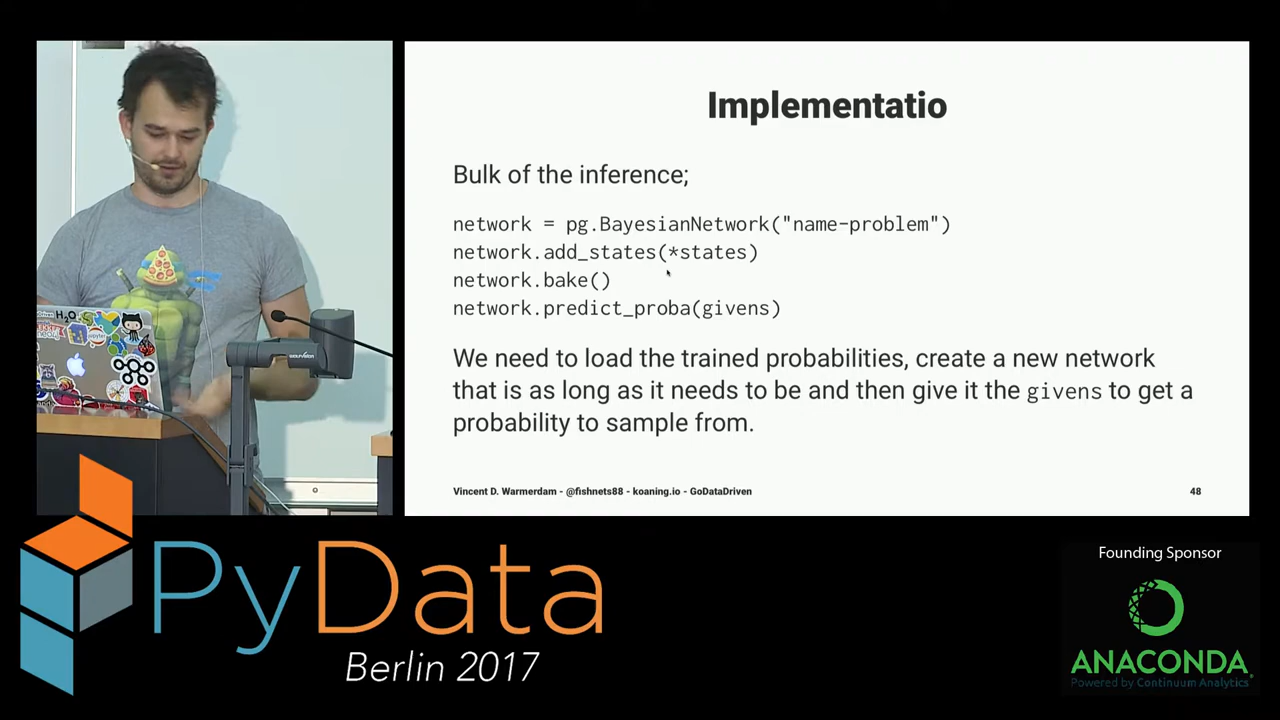 Implementatio
Bulk of the inference;
network = pg.BayesianNetwork("name-problem")
network.add_states(*states)
network.bake()
network.predict_proba(givens)
We need to load the trained probabilities, create a new network
that is as long as it needs to be and then give it the givens to get a
probability to sample from.
Vincent D. Warmerdam - @fishnets88 - koaning.io - GoDataDriven
48
H2O
PyData
Berlin 2017
Founding Sponsor
ANACONDA
Powered by Continuum Analytics